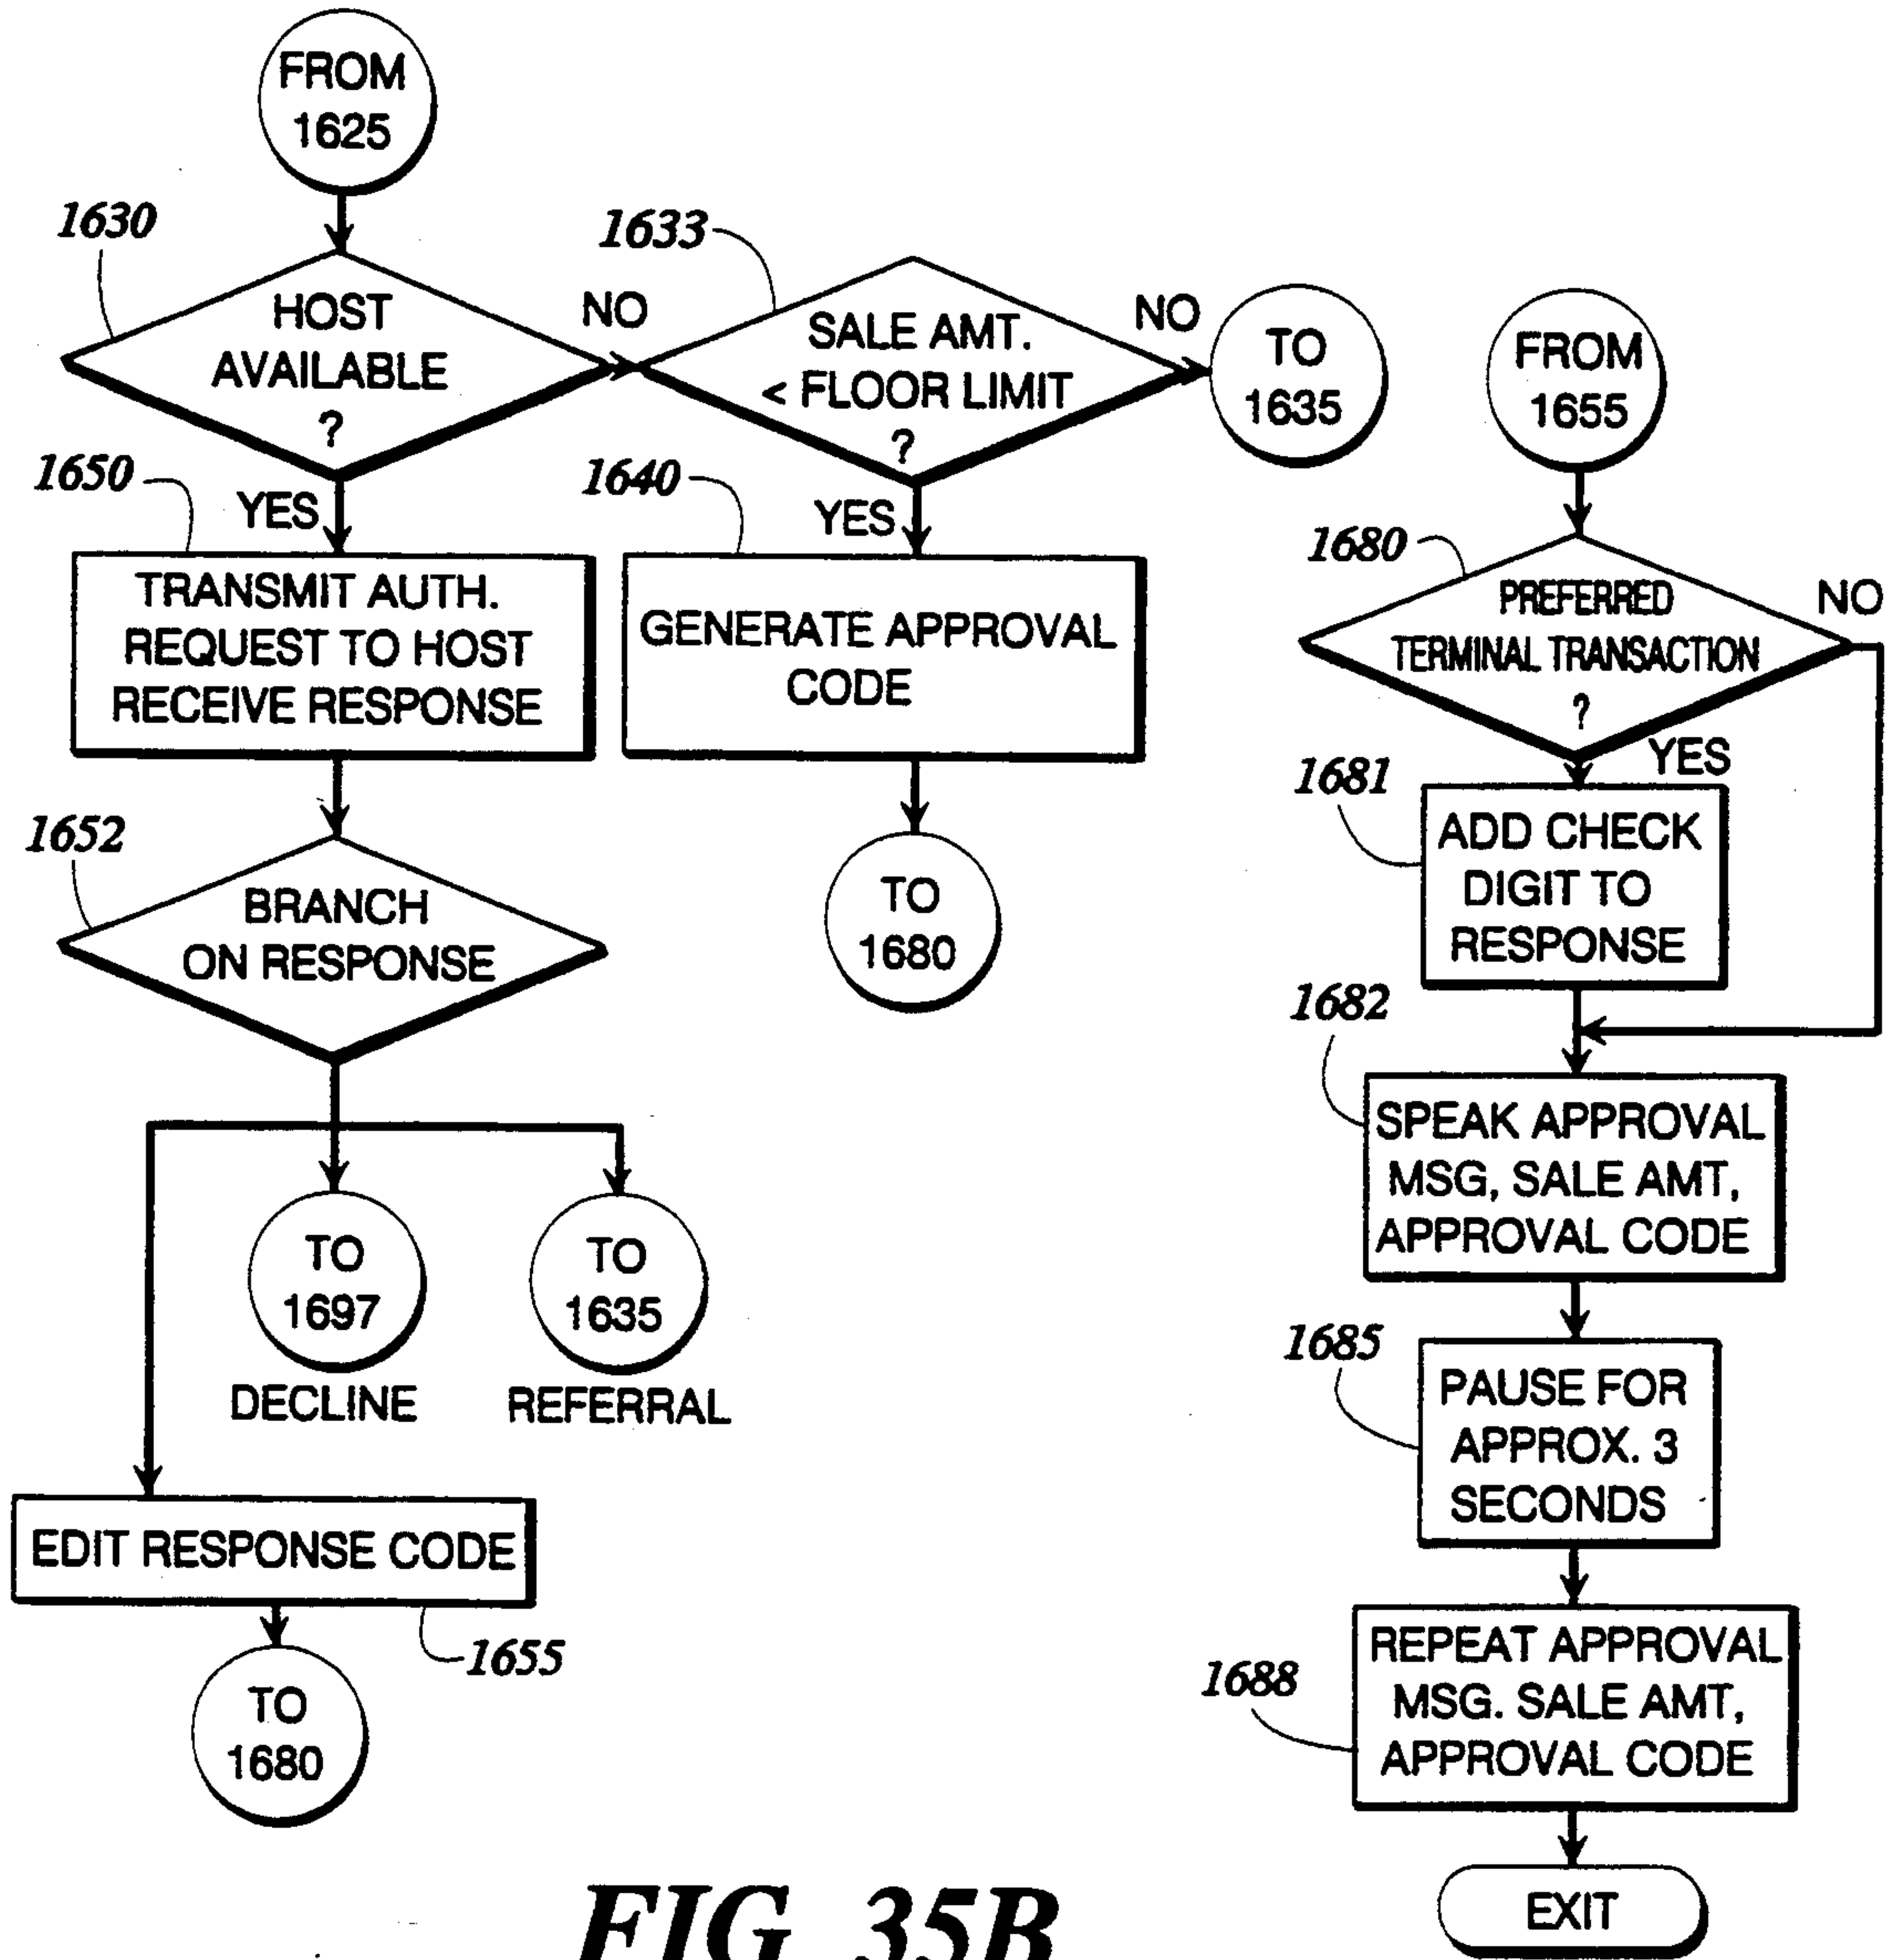 FROM
1625
1630
HOST
AVAILABLE
?
NO
1633
SALE AMT.
< FLOOR LIMIT
?
NO
TO
1635
YES
1650
TRANSMIT AUTH.
REQUEST TO HOST
RECEIVE RESPONSE
YES
1640
GENERATE APPROVAL
CODE
TO
1680
1652
BRANCH
ON RESPONSE
TO
1697
DECLINE
TO
1635
REFERRAL
EDIT RESPONSE CODE
1655
TO
1680
FROM
1655
1680
PREFERRED
TERMINAL TRANSACTION
?
NO
YES
1681
ADD CHECK
DIGIT TO
RESPONSE
1682
SPEAK APPROVAL
MSG, SALE AMT,
APPROVAL CODE
1685
PAUSE FOR
APPROX. 3
SECONDS
1688
REPEAT APPROVAL
MSG. SALE AMT,
APPROVAL CODE
EXIT
FIG 35B